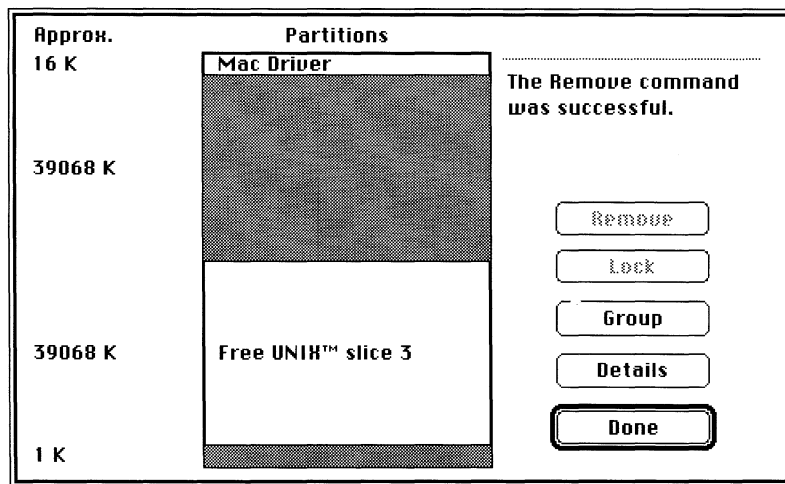 Approx. Partitions
16 K Mac Driver
The Remove command
was successful.
39068 K
Remove
Lock
Group
39068 K Free UNIX™ slice 3
Details
Done
1 K